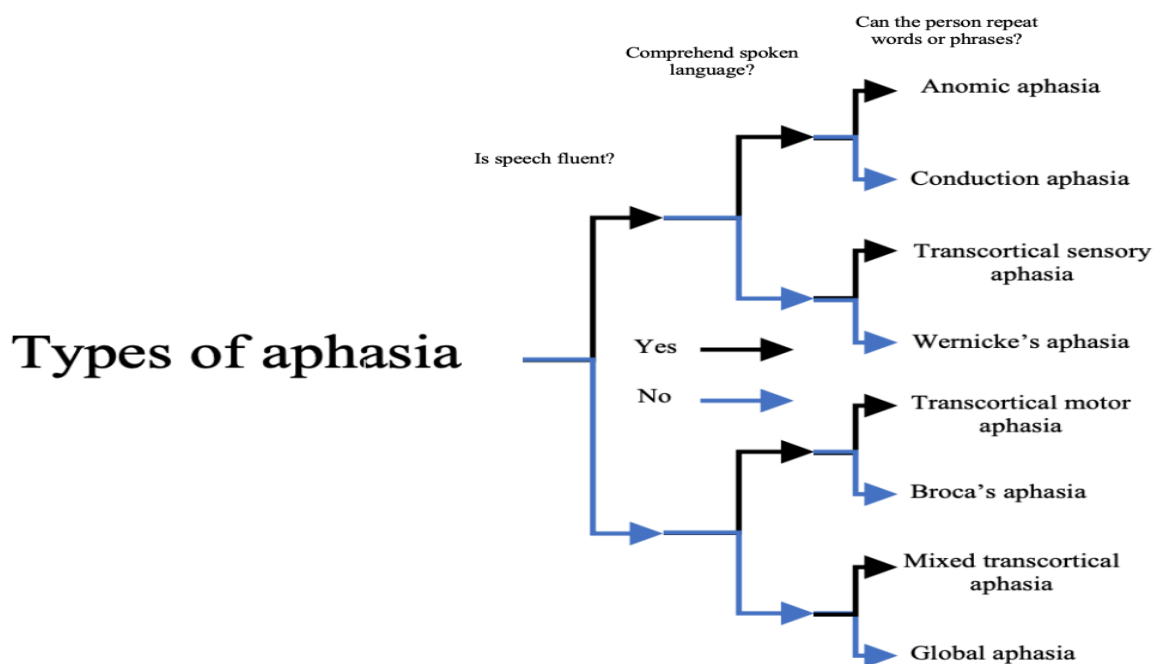 Can the person repeat
words or phrases?
Comprehend spoken
language?
Is speech fluent?
Anomic aphasia
Conduction aphasia
Transcortical sensory
aphasia
Types of aphasia
Yes
No
Wernicke’s aphasia
Transcortical motor
aphasia
Broca’s aphasia
Mixed transcortical
aphasia
Global aphasia